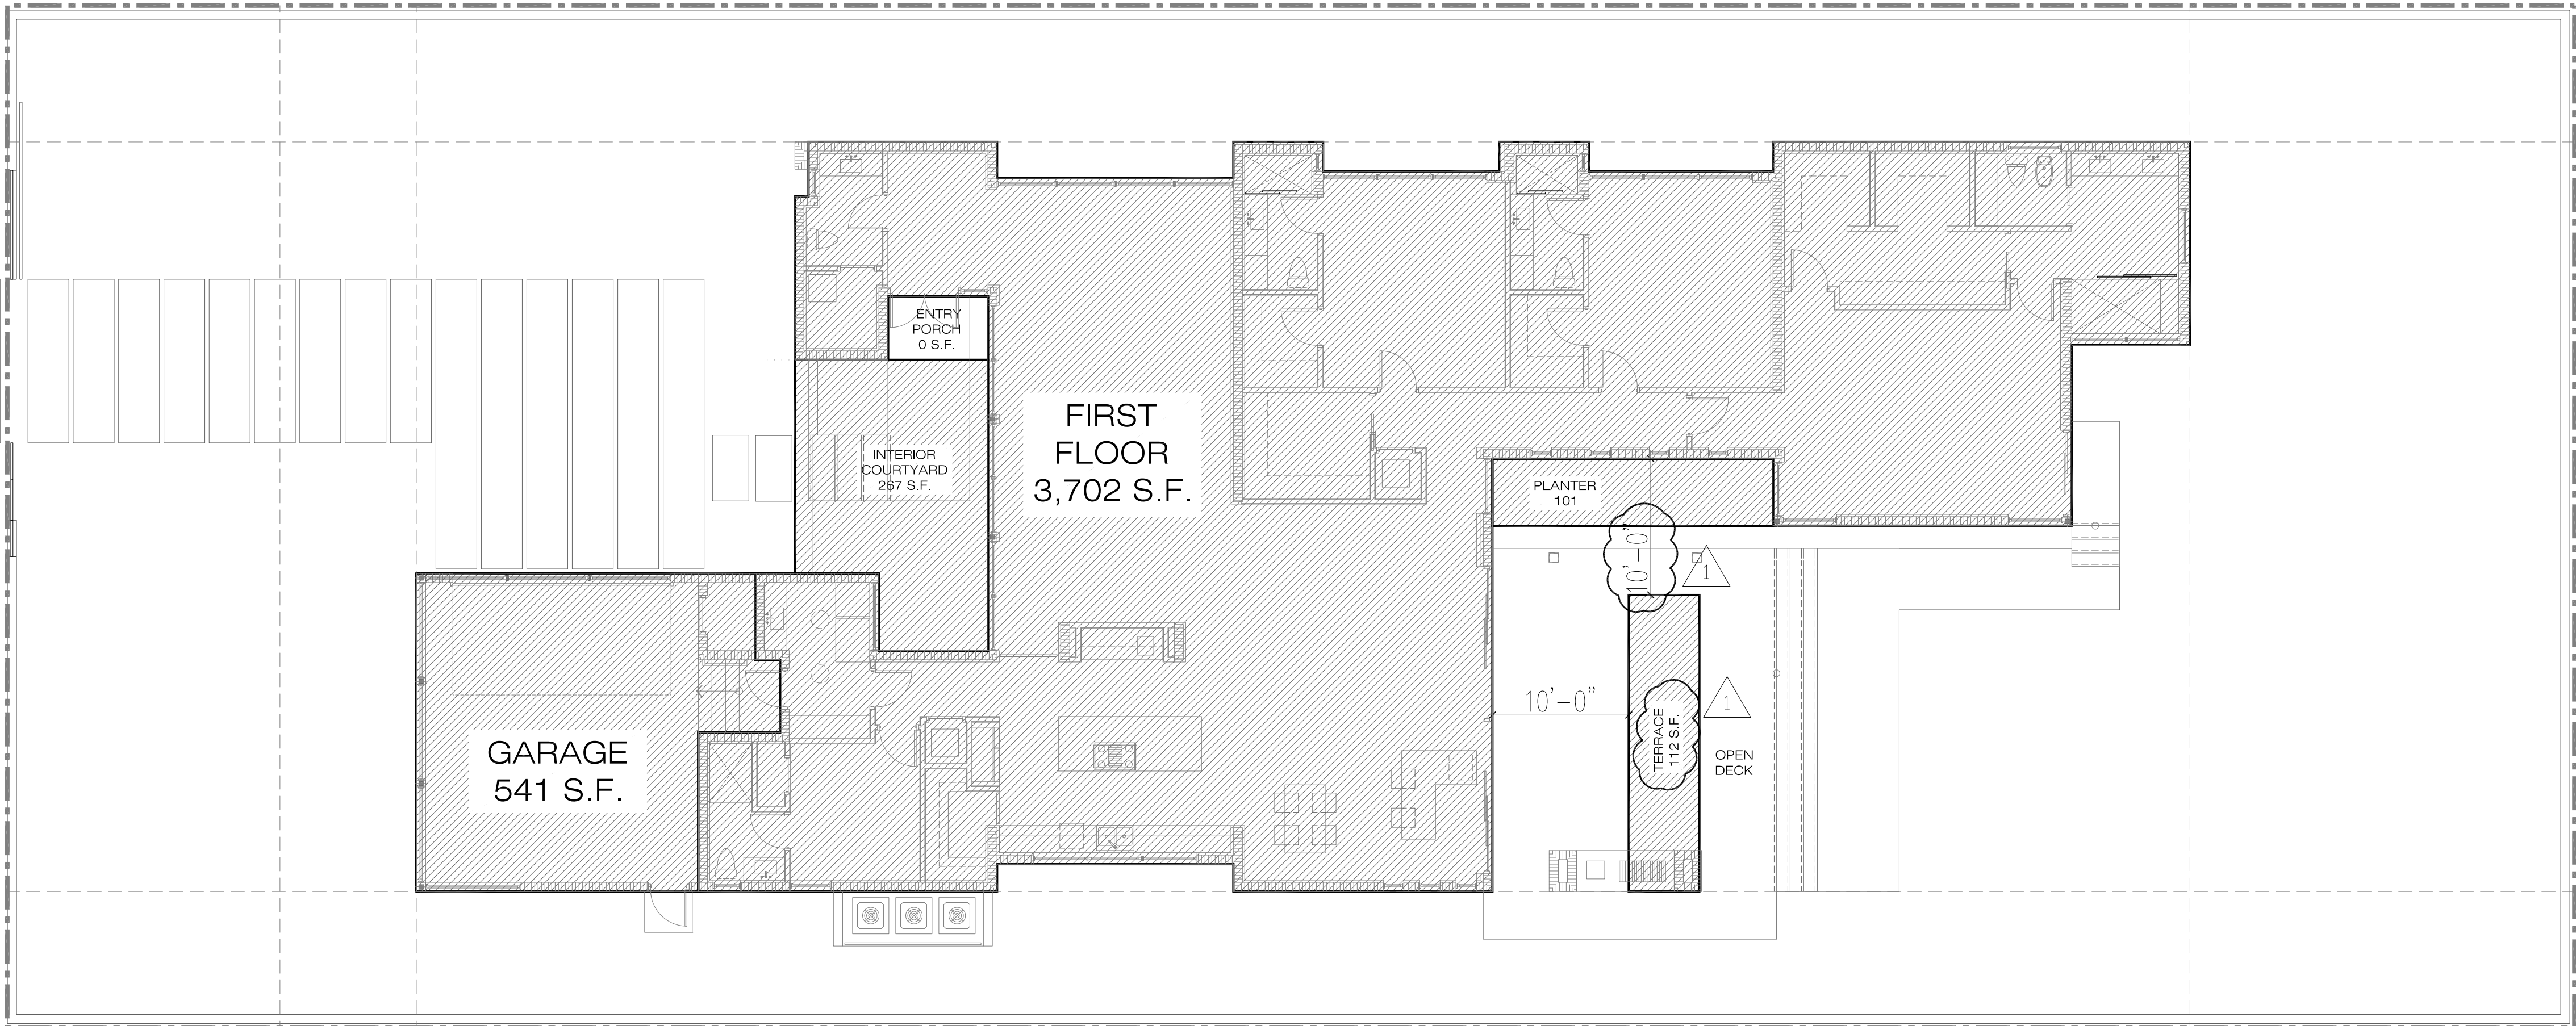 ENTRY
PORCH
0 S.F.
FIRST
FLOOR
3,702 S.F.
INTERIOR
COURTYARD
267 S.F.
PLANTER
101
10'-0"
1
10'-0"
1
TERRACE
112 S.F.
OPEN
DECK
GARAGE
541 S.F.